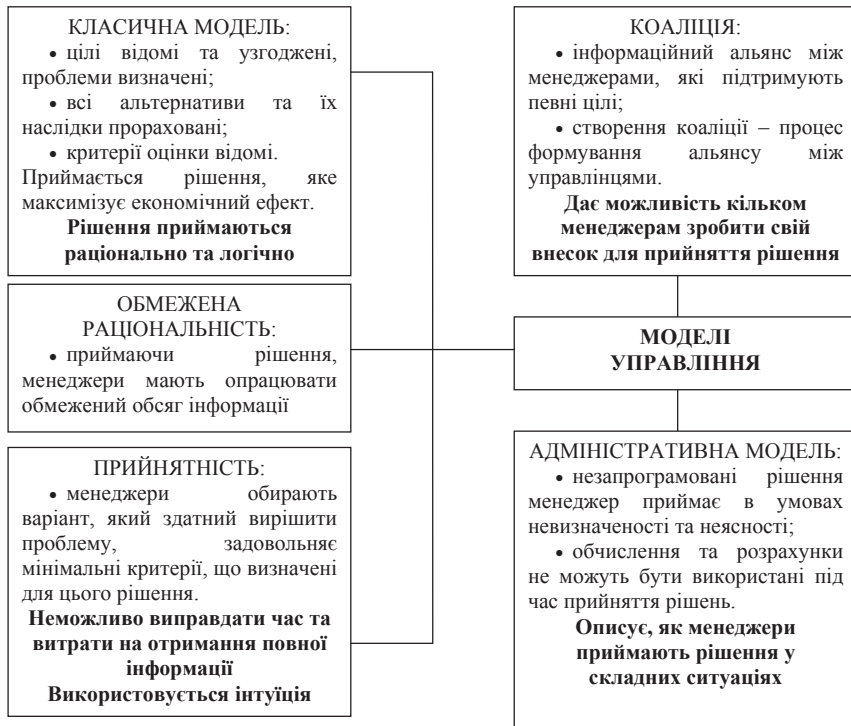 КЛАСИЧНА МОДЕЛЬ:
• цілі відомі та узгоджені,
проблеми визначені;
• всі альтернативи та їх
наслідки прораховані;
• критерії оцінки відомі.
Приймається рішення, яке
максимізує економічний ефект.
Рішення приймаються
раціонально та логічно
ОБМЕЖЕНА
РАЦІОНАЛЬНІСТЬ:
• приймаючи рішення,
менеджери мають опрацювати
обмежений обсяг інформації
ПРИЙНЯТНІСТЬ:
• менеджери обирають
варіант, який здатний вирішити
проблему, задовольняє
мінімальні критерії, що визначені
для цього рішення.
Неможливо виправдати час та
витрати на отримання повної
інформації
Використовується інтуїція
КОАЛІЦІЯ:
• інформаційний альянс між
менеджерами, які підтримують
певні цілі;
• створення коаліції – процес
формування альянсу між
управлінцями.
Дає можливість кільком
менеджерам зробити свій
внесок для прийняття рішення
МОДЕЛІ
УПРАВЛІННЯ
АДМІНІСТРАТИВНА МОДЕЛЬ:
• незапрограмовані рішення
менеджер приймає в умовах
невизначеності та неясності;
• обчислення та розрахунки
не можуть бути використані під
час прийняття рішень.
Описує, як менеджери
приймають рішення у
складних ситуаціях